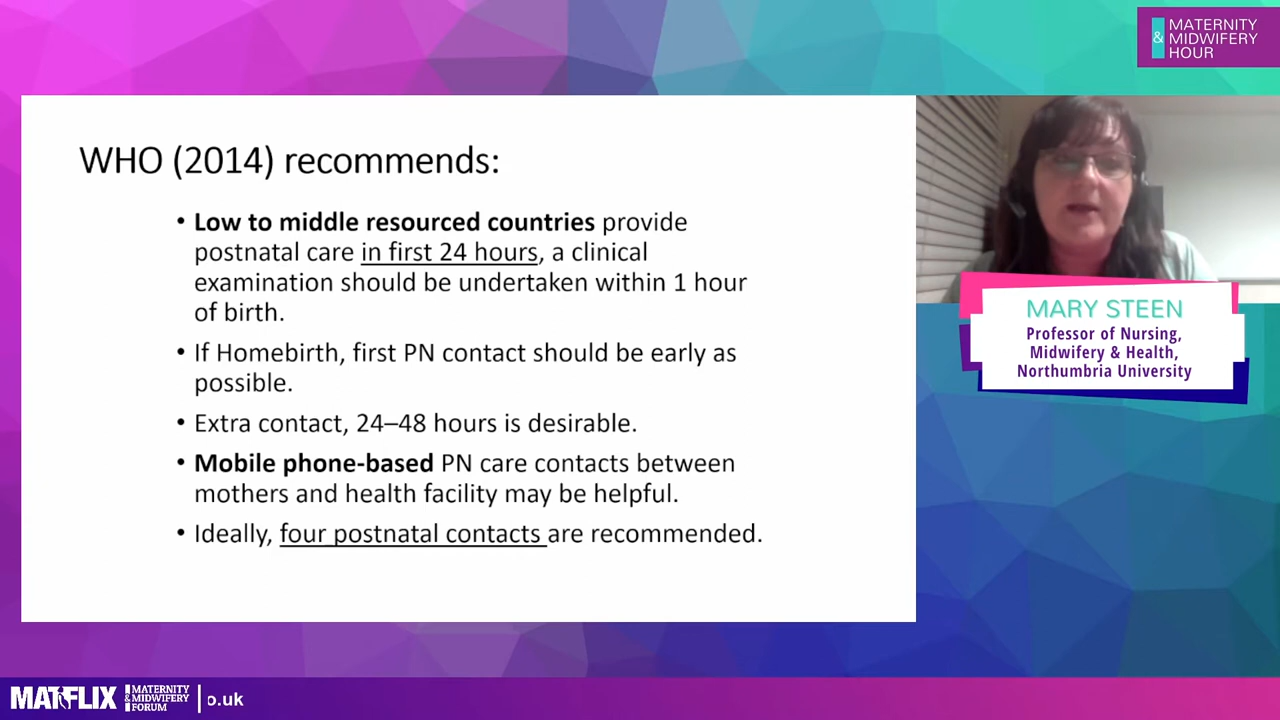 MATERNITY
& MIDWIFERY
HOUR
WHO (2014) recommends:
• Low to middle resourced countries provide
postnatal care in first 24 hours, a clinical
examination should be undertaken within 1 hour
of birth.
• If Homebirth, first PN contact should be early as
possible.
• Extra contact, 24–48 hours is desirable.
• Mobile phone-based PN care contacts between
mothers and health facility may be helpful.
• Ideally, four postnatal contacts are recommended.
MARY STEEN
Professor of Nursing,
Midwifery & Health,
Northumbria University
MATFLIX
MATERNITY
& MIDWIFERY
FORUM
o.uk